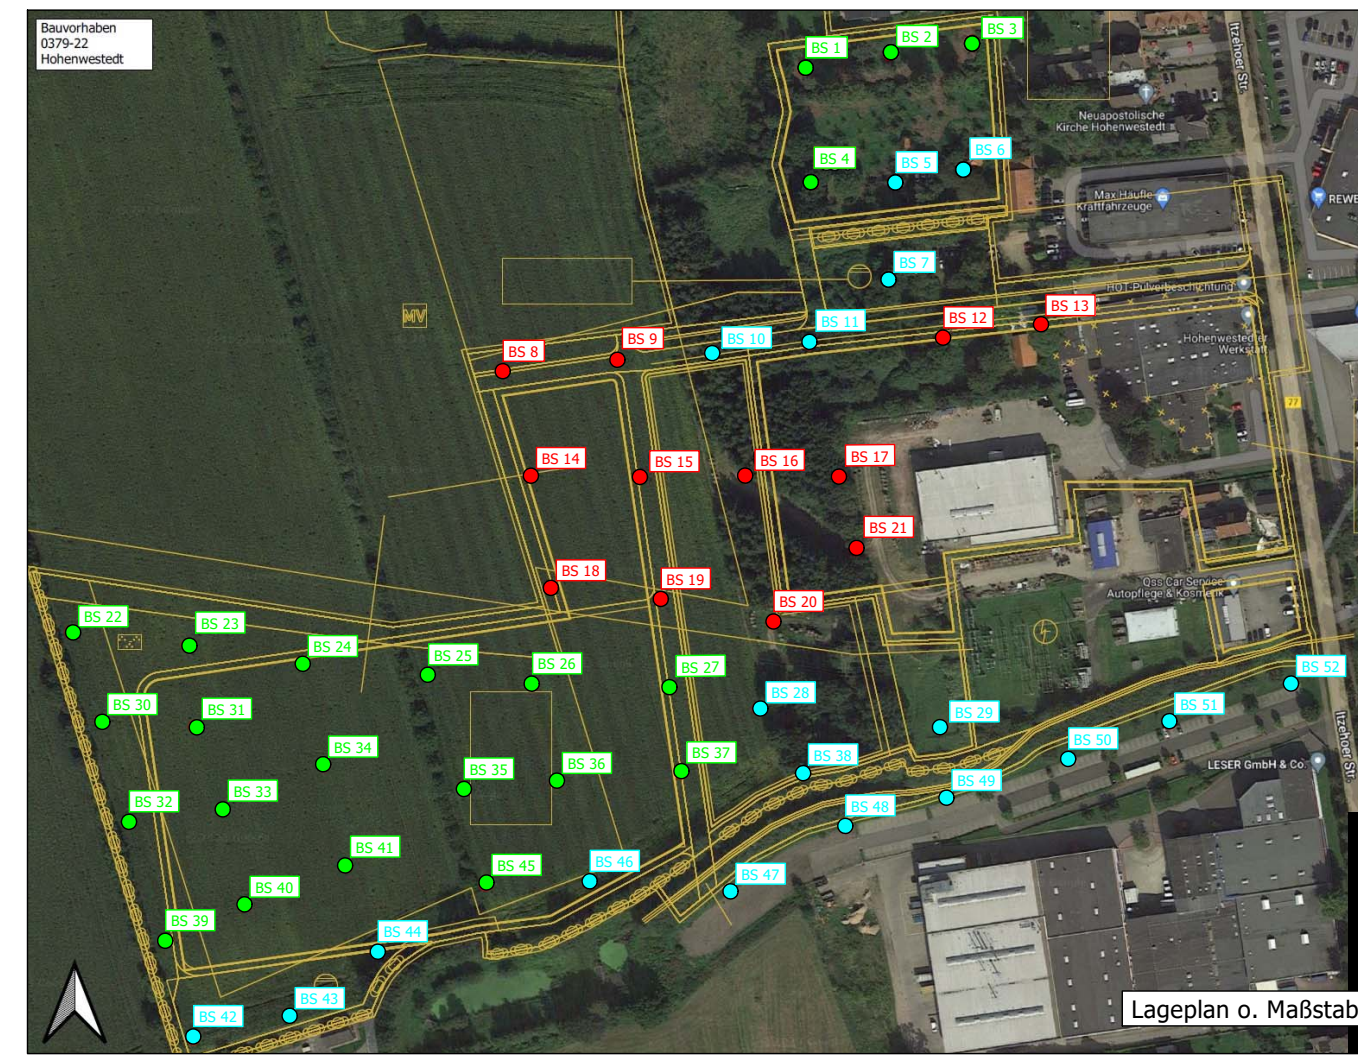 Bauvorhaben
0379-22
Hohenwestedt
BS 1
BS 2
BS 3
Itzehoer Str.
Neuapostolische
Kirche Hohenwestedt
BS 4
BS 5
BS 6
Max Häufle
Kraftfahrzeuge
REWE
BS 7
HOT-Pulverbeschichtung
MV
BS 8
BS 9
BS 10
BS 11
BS 12
BS 13
Hohenwestedter
Werkstatt
77
BS 14
BS 15
BS 16
BS 17
BS 21
BS 18
BS 19
BS 20
Qss Car Service
Autopflege & Kosmetik
BS 22
BS 23
BS 24
BS 25
BS 26
BS 27
BS 28
BS 29
BS 52
BS 30
BS 31
BS 51
Itzehoer Str.
BS 34
BS 35
BS 36
BS 37
BS 38
BS 50
LESER GmbH & Co.
BS 32
BS 33
BS 48
BS 49
BS 41
BS 45
BS 46
BS 47
BS 40
BS 39
BS 44
BS 43
BS 42
Lageplan o. Maßstab